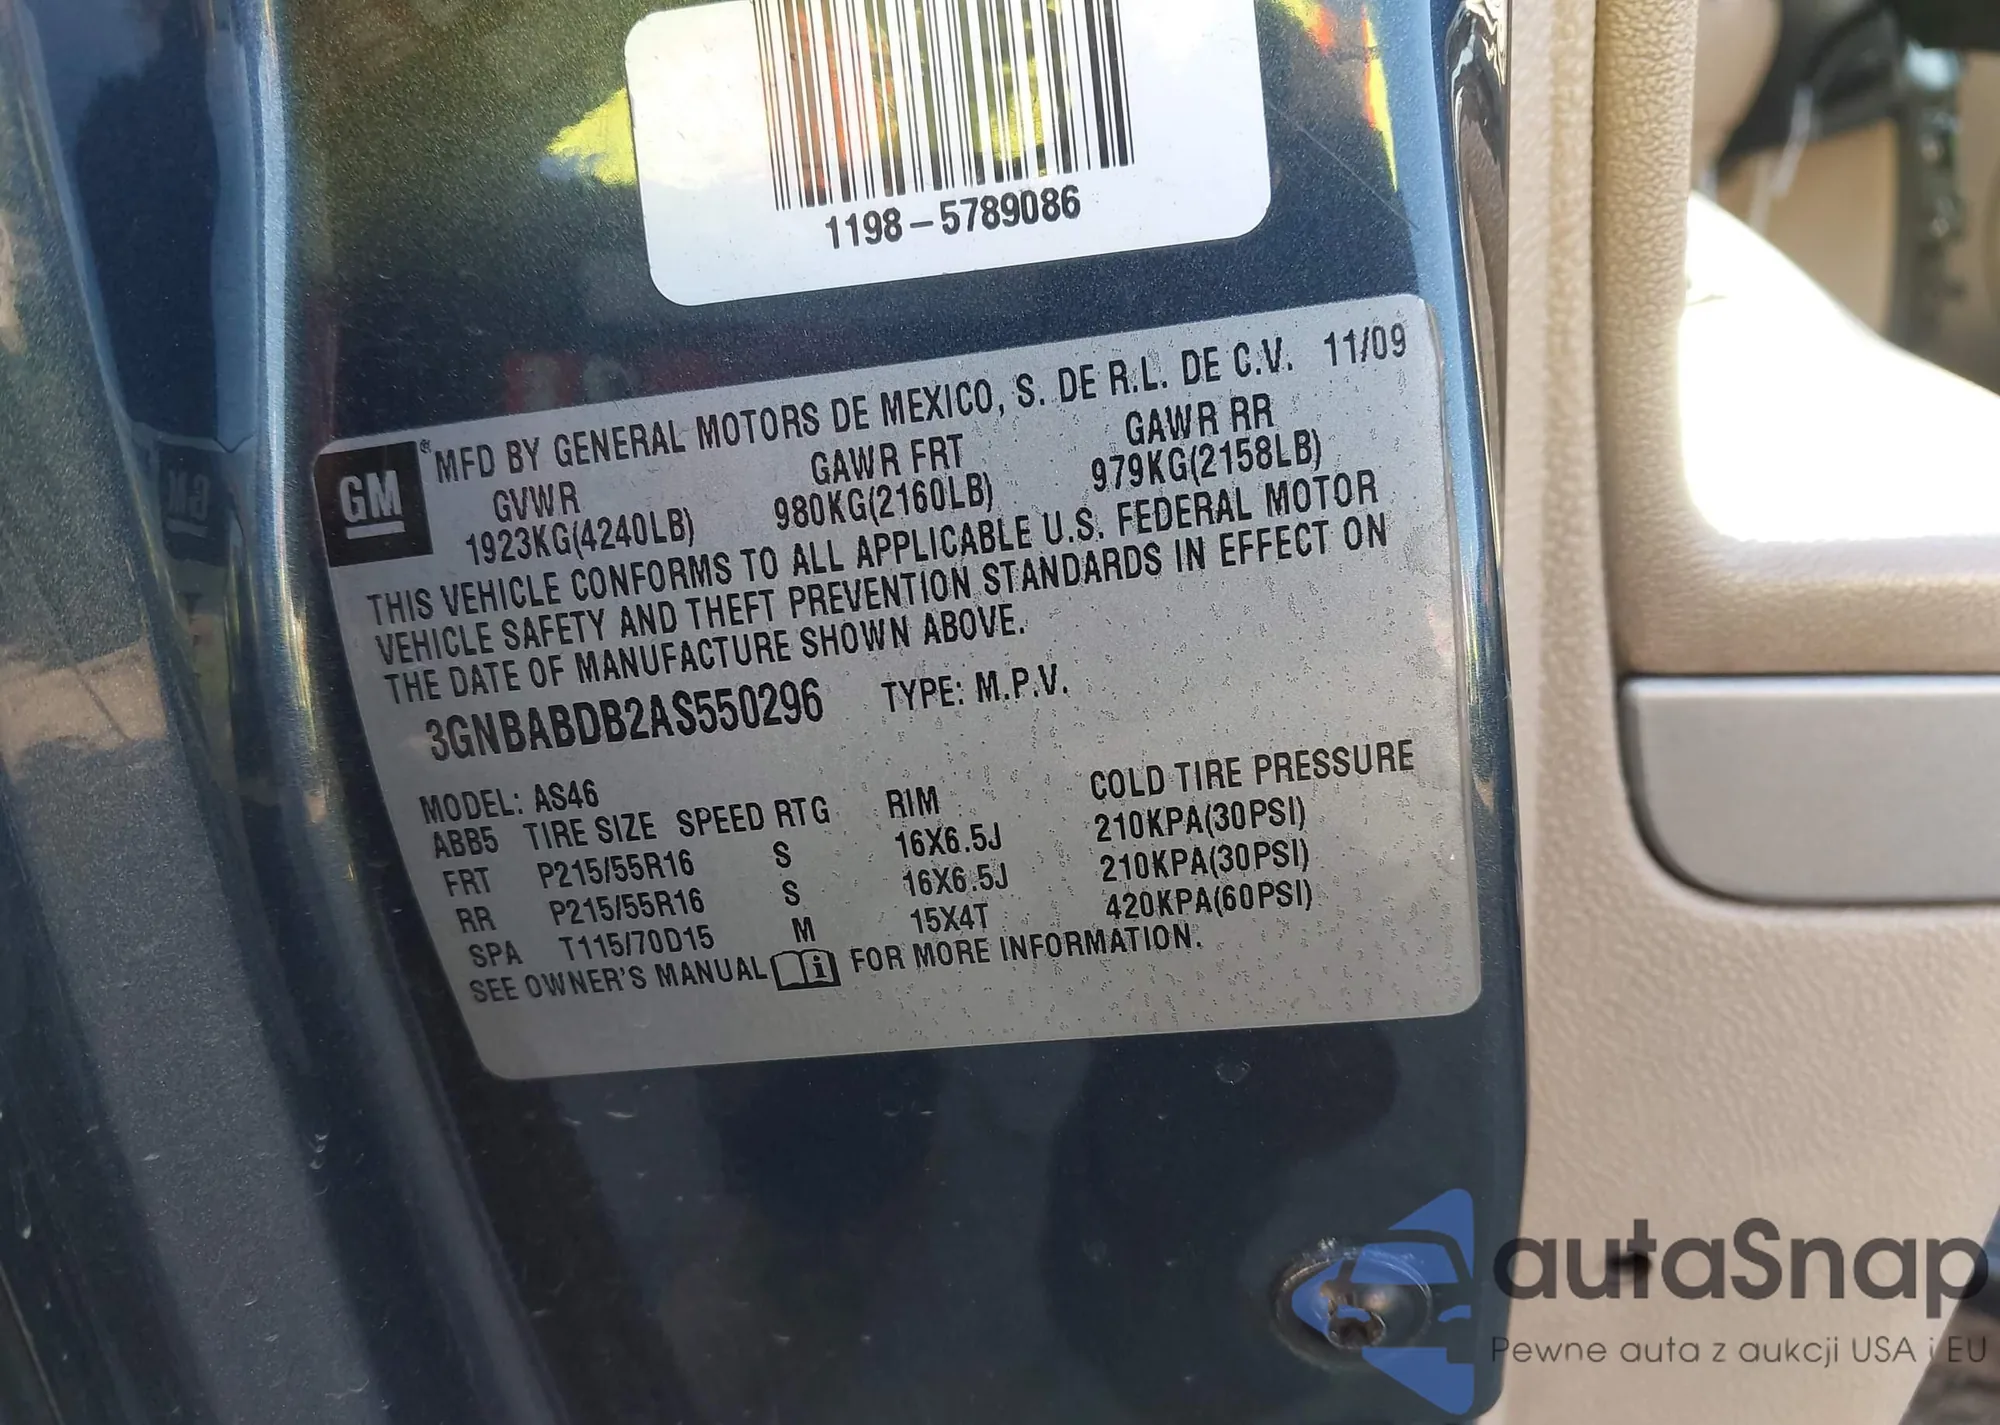 1198-5789086
GM
® MFD BY GENERAL MOTORS DE MEXICO, S. DE R.L. DE C.V. 11/09
GVWR GAWR FRT GAWR RR
1923KG(4240LB) 980KG(2160LB) 979KG(2158LB)
THIS VEHICLE CONFORMS TO ALL APPLICABLE U.S. FEDERAL MOTOR
VEHICLE SAFETY AND THEFT PREVENTION STANDARDS IN EFFECT ON
THE DATE OF MANUFACTURE SHOWN ABOVE.
3GNBABDB2AS550296 TYPE: M.P.V.
MODEL: AS46
ABB5 TIRE SIZE SPEED RTG RIM COLD TIRE PRESSURE
FRT P215/55R16 S 16X6.5J 210KPA(30PSI)
RR P215/55R16 S 16X6.5J 210KPA(30PSI)
SPA T115/70D15 M 15X4T 420KPA(60PSI)
SEE OWNER'S MANUAL FOR MORE INFORMATION.
autaSnap
Pewne auta z aukcji USA i EU